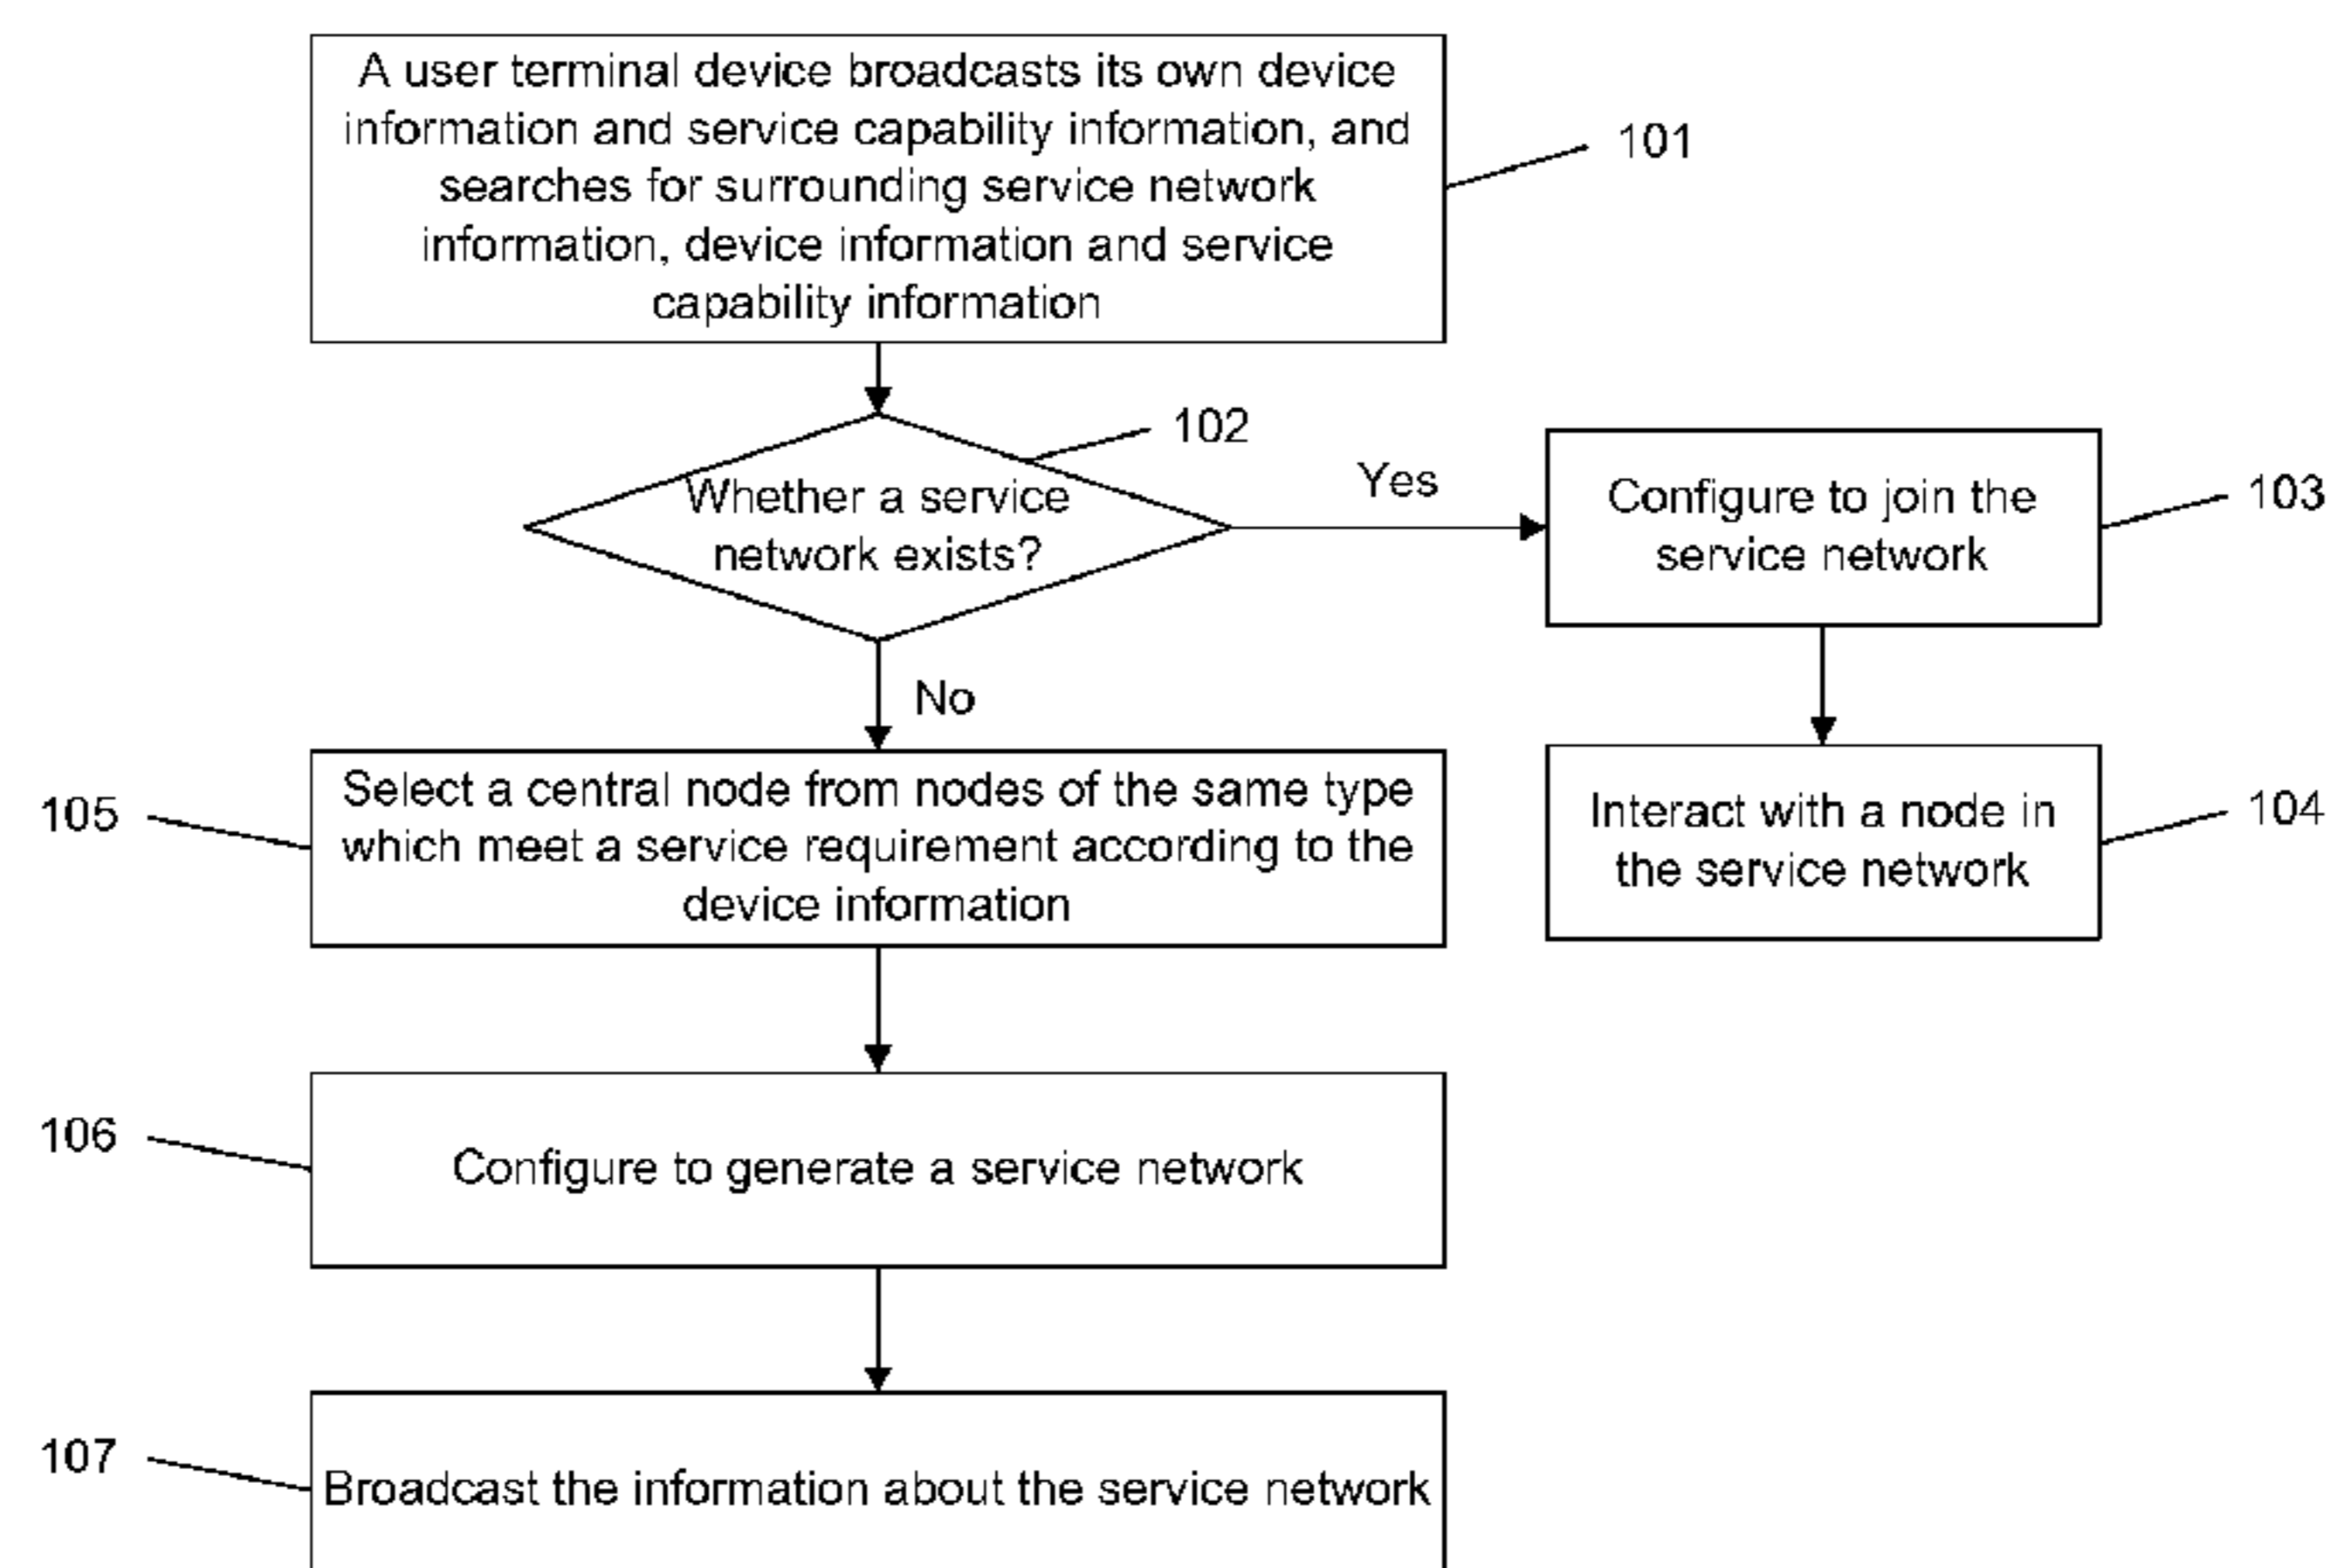 A user terminal device broadcasts its own device
information and service capability information, and
searches for surrounding service network
information, device information and service
capability information
101
102
Whether a service
network exists?
Yes
Configure to join the
service network
103
No
Interact with a node in
the service network
104
105
Select a central node from nodes of the same type
which meet a service requirement according to the
device information
106
Configure to generate a service network
107
Broadcast the information about the service network